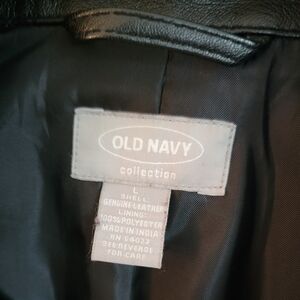 OLD NAVY
collection
L
SHELL:
GENUINE LEATHER
LINING:
100% POLYESTER
MADE IN INDIA
RN 54023
SEE REVERSE
FOR CARE